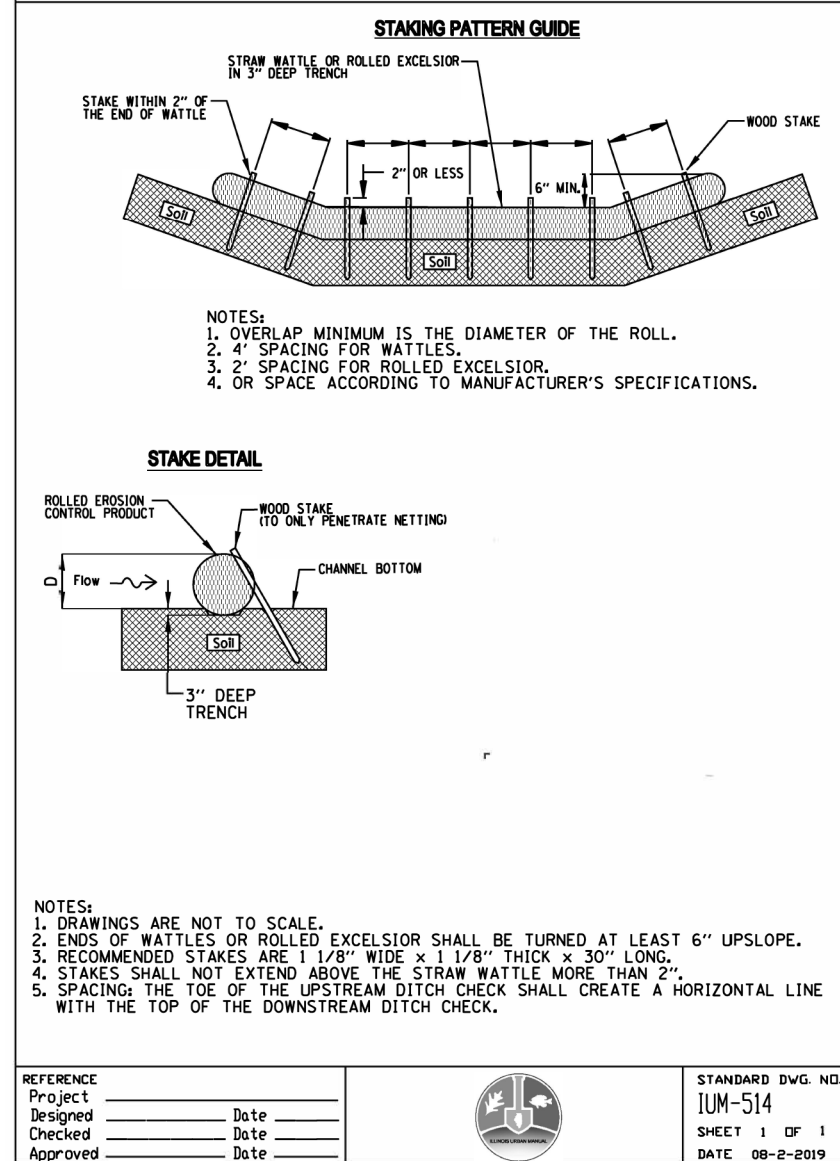 STAKING PATTERN GUIDE
STRAW WATTLE OR ROLLED EXCELSIOR
IN 3" DEEP TRENCH
STAKE WITHIN 2" OF
THE END OF WATTLE
WOOD STAKE
2" OR LESS
6" MIN.
Soil
Soil
Soil
NOTES:
1. OVERLAP MINIMUM IS THE DIAMETER OF THE ROLL.
2. 4' SPACING FOR WATTLES.
3. 2' SPACING FOR ROLLED EXCELSIOR.
4. OR SPACE ACCORDING TO MANUFACTURER'S SPECIFICATIONS.
STAKE DETAIL
ROLLED EROSION
CONTROL PRODUCT
WOOD STAKE
(TO ONLY PENETRATE NETTING)
CHANNEL BOTTOM
D
Flow
Soil
3'' DEEP
TRENCH
NOTES:
1. DRAWINGS ARE NOT TO SCALE.
2. ENDS OF WATTLES OR ROLLED EXCELSIOR SHALL BE TURNED AT LEAST 6'' UPSLOPE.
3. RECOMMENDED STAKES ARE 1 1/8'' WIDE x 1 1/8'' THICK x 30'' LONG.
4. STAKES SHALL NOT EXTEND ABOVE THE STRAW WATTLE MORE THAN 2''.
5. SPACING: THE TOE OF THE UPSTREAM DITCH CHECK SHALL CREATE A HORIZONTAL LINE
WITH THE TOP OF THE DOWNSTREAM DITCH CHECK.
REFERENCE
Project
Designed Date
Checked Date
Approved Date
ILLINOIS URBAN MANUAL
STANDARD DWG. NO.
IUM-514
SHEET 1 OF 1
DATE 08-2-2019